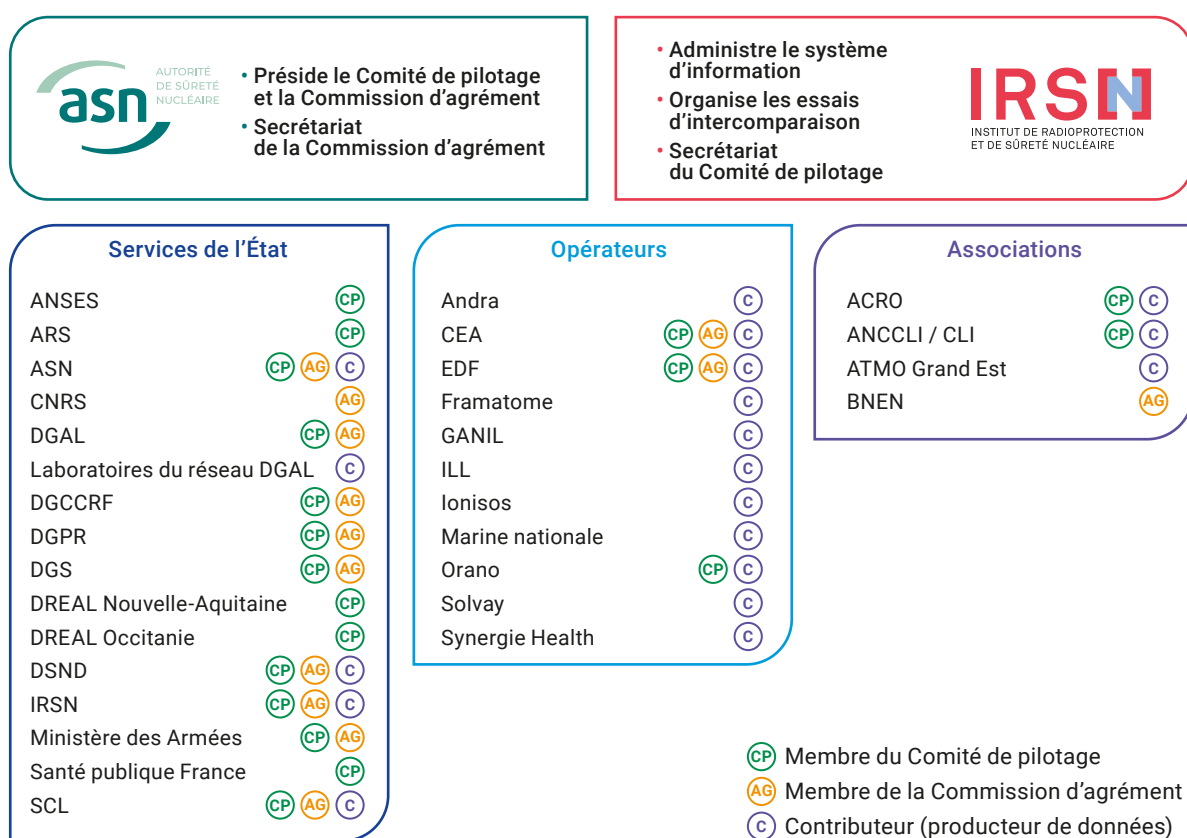 asn
AUTORITÉ
DE SÛRETÉ
NUCLÉAIRE
• Préside le Comité de pilotage
et la Commission d'agrément
• Secrétariat
de la Commission d'agrément
• Administre le système
d'information
• Organise les essais
d'intercomparaison
• Secrétariat
du Comité de pilotage
IRSN
INSTITUT DE RADIOPROTECTION
ET DE SÛRETÉ NUCLÉAIRE
Services de l'État
ANSES CP
ARS CP
ASN CP AG C
CNRS AG
DGAL CP AG
Laboratoires du réseau DGAL C
DGCCRF CP AG
DGPR CP AG
DGS CP AG
DREAL Nouvelle-Aquitaine CP
DREAL Occitanie CP
DSND CP AG C
IRSN CP AG C
Ministère des Armées CP AG
Santé publique France CP
SCL CP AG C
Opérateurs
Andra C
CEA CP AG C
EDF CP AG C
Framatome C
GANIL C
ILL C
Ionisos C
Marine nationale C
Orano CP C
Solvay C
Synergie Health C
Associations
ACRO CP C
ANCCLI / CLI CP C
ATMO Grand Est C
BNEN AG
CP Membre du Comité de pilotage
AG Membre de la Commission d'agrément
C Contributeur (producteur de données)